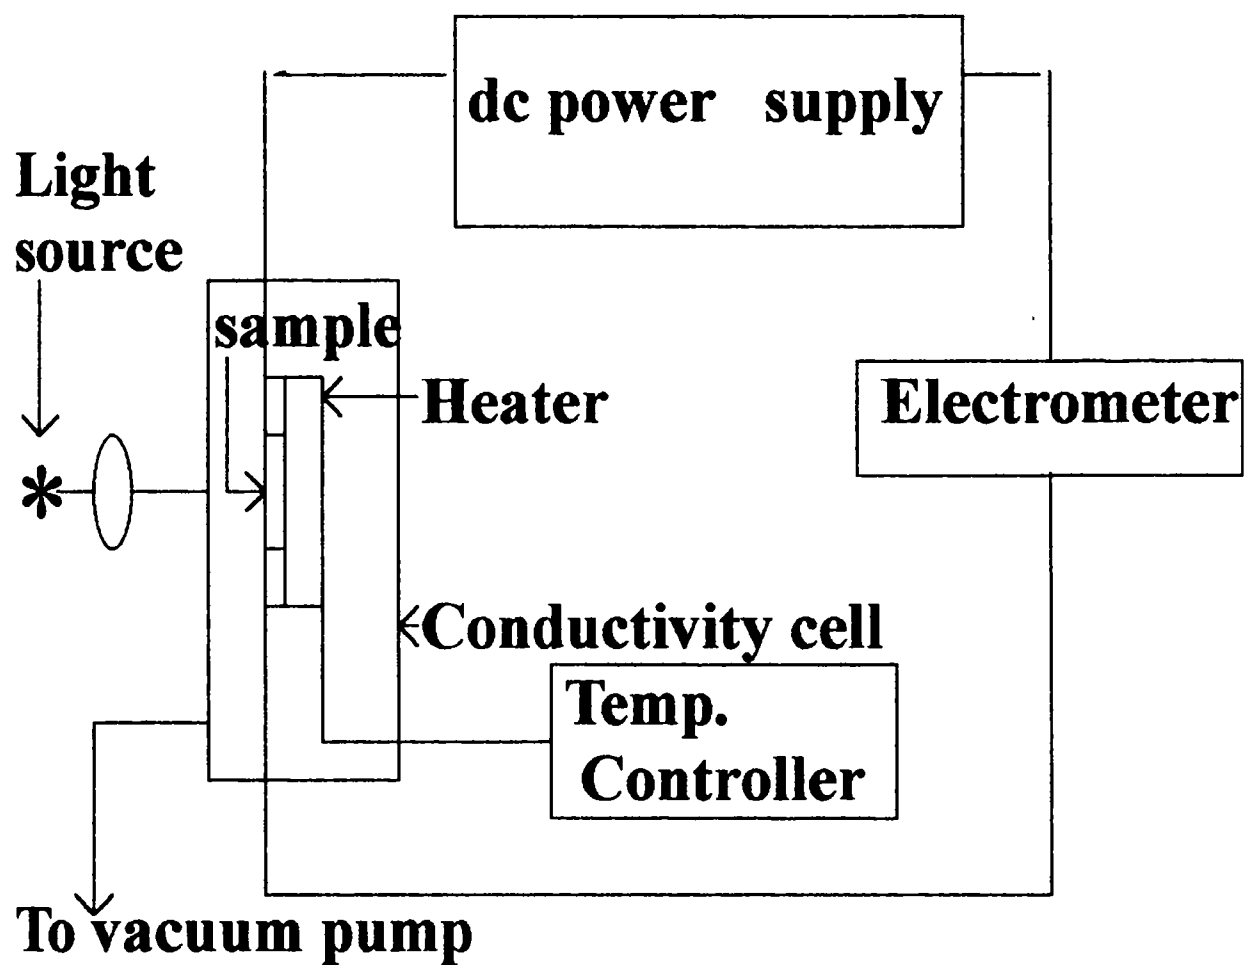 dc power supply
Light
source
sample
Heater
Electrometer
Conductivity cell
Temp.
Controller
To vacuum pump